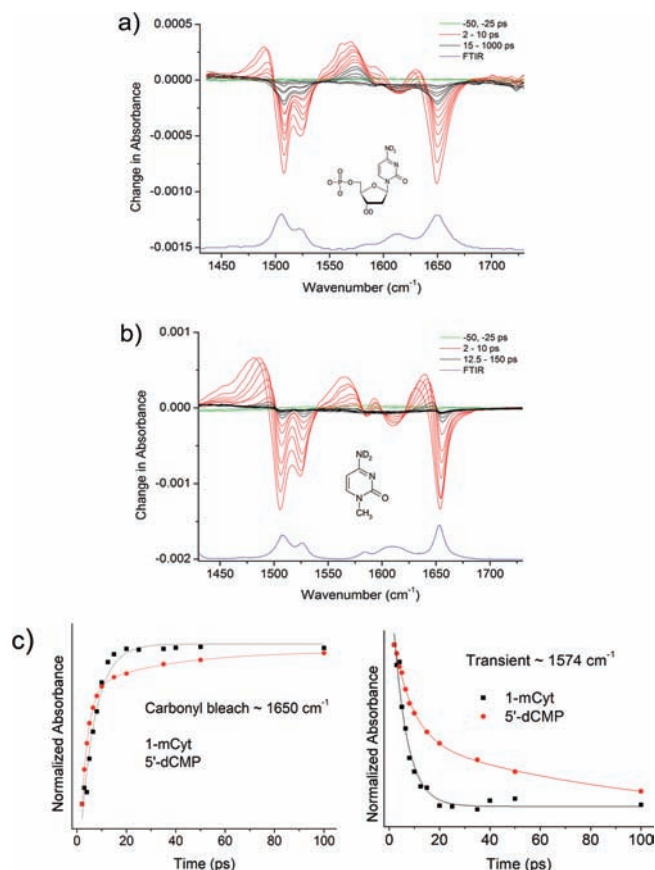 a)
-50, -25 ps
2 - 10 ps
15 - 1000 ps
FTIR
0.0005
0.0000
-0.0005
-0.0010
-0.0015
Change in Absorbance
ND2
N
N
O
O
O
P
O
O
O
OD
1450 1500 1550 1600 1650 1700
Wavenumber (cm-1)
b)
-50, -25 ps
2 - 10 ps
12.5 - 150 ps
FTIR
0.001
0.000
-0.001
-0.002
Change in Absorbance
ND2
N
N
O
CH3
1450 1500 1550 1600 1650 1700
Wavenumber (cm-1)
c)
Normalized Absorbance
Carbonyl bleach ~ 1650 cm-1
1-mCyt
5'-dCMP
0 20 40 60 80 100
Time (ps)
Normalized Absorbance
Transient ~ 1574 cm-1
1-mCyt
5'-dCMP
0 20 40 60 80 100
Time (ps)